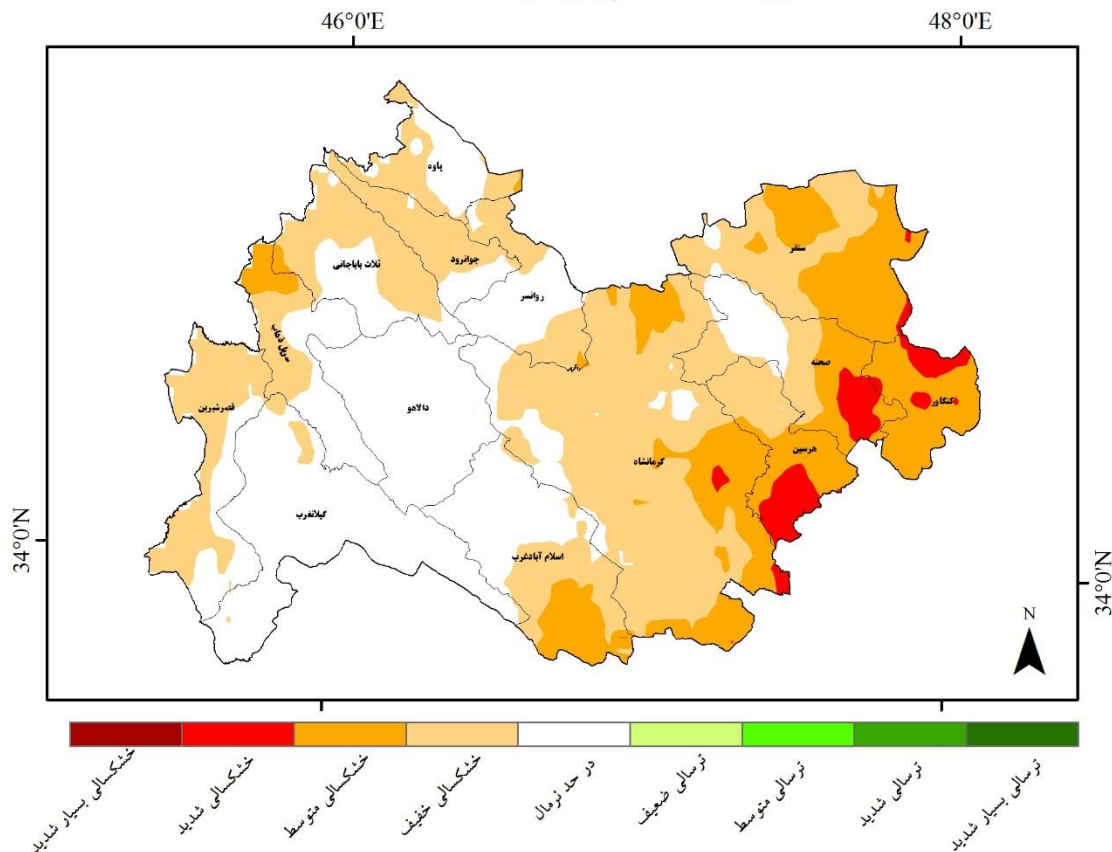 46°0'E
48°0'E
پاوه
سنقر
جوانرود
ثلاث باباجانی
روانسر
سرپل ذهاب
صحنه
کنگاور
قصرشیرین
دالاهو
هرسین
کرمانشاه
گیلانغرب
اسلام آبادغرب
34°0'N
34°0'N
N
خشکسالی بسیار شدید
خشکسالی شدید
خشکسالی متوسط
خشکسالی خفیف
در حد نرمال
ترسالی ضعیف
ترسالی متوسط
ترسالی شدید
ترسالی بسیار شدید